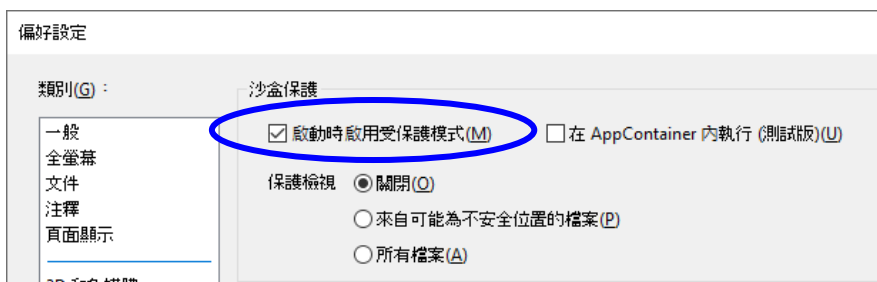 偏好設定
類別(G)：
沙盒保護
啟動時啟用受保護模式(M)
在 AppContainer 內執行 (測試版)(U)
一般
全螢幕
文件
注釋
頁面顯示
保護檢視
關閉(O)
來自可能為不安全位置的檔案(P)
所有檔案(A)